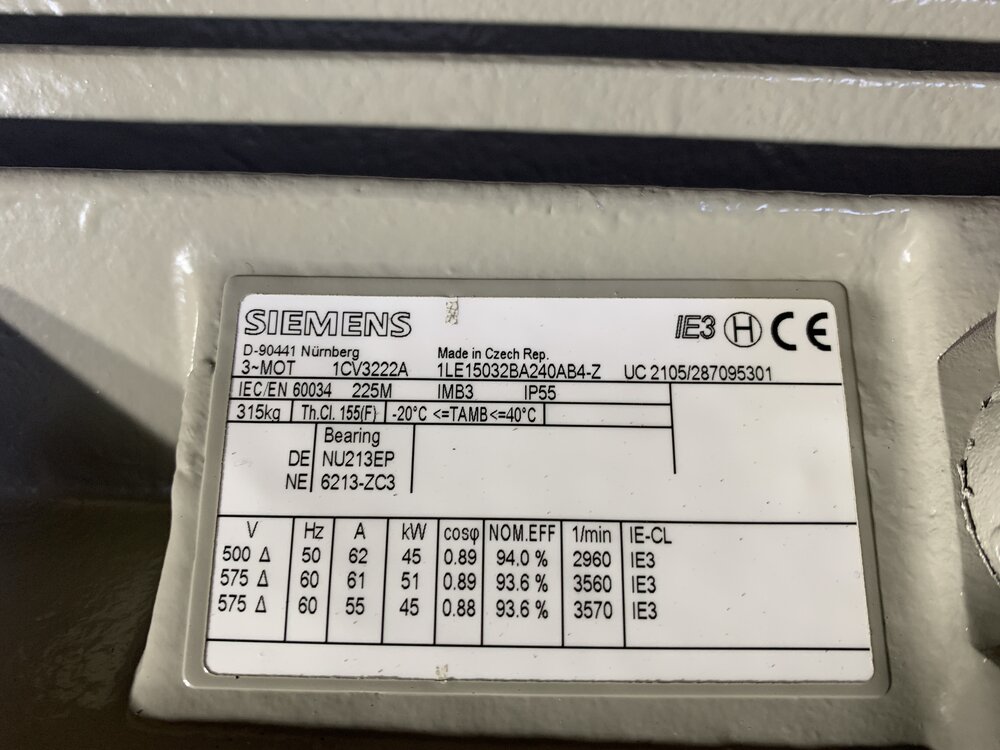 SIEMENS IE3 H CE
D-90441 Nürnberg Made in Czech Rep.
3~MOT 1CV3222A 1LE15032BA240AB4-Z UC 2105/287095301
IEC/EN 60034 225M IMB3 IP55
315kg Th.Cl. 155(F) -20°C <=TAMB<=40°C
Bearing
DE NU213EP
NE 6213-ZC3
V Hz A kW cosφ NOM.EFF 1/min IE-CL
500 Δ 50 62 45 0.89 94.0 % 2960 IE3
575 Δ 60 61 51 0.89 93.6 % 3560 IE3
575 Δ 60 55 45 0.88 93.6 % 3570 IE3